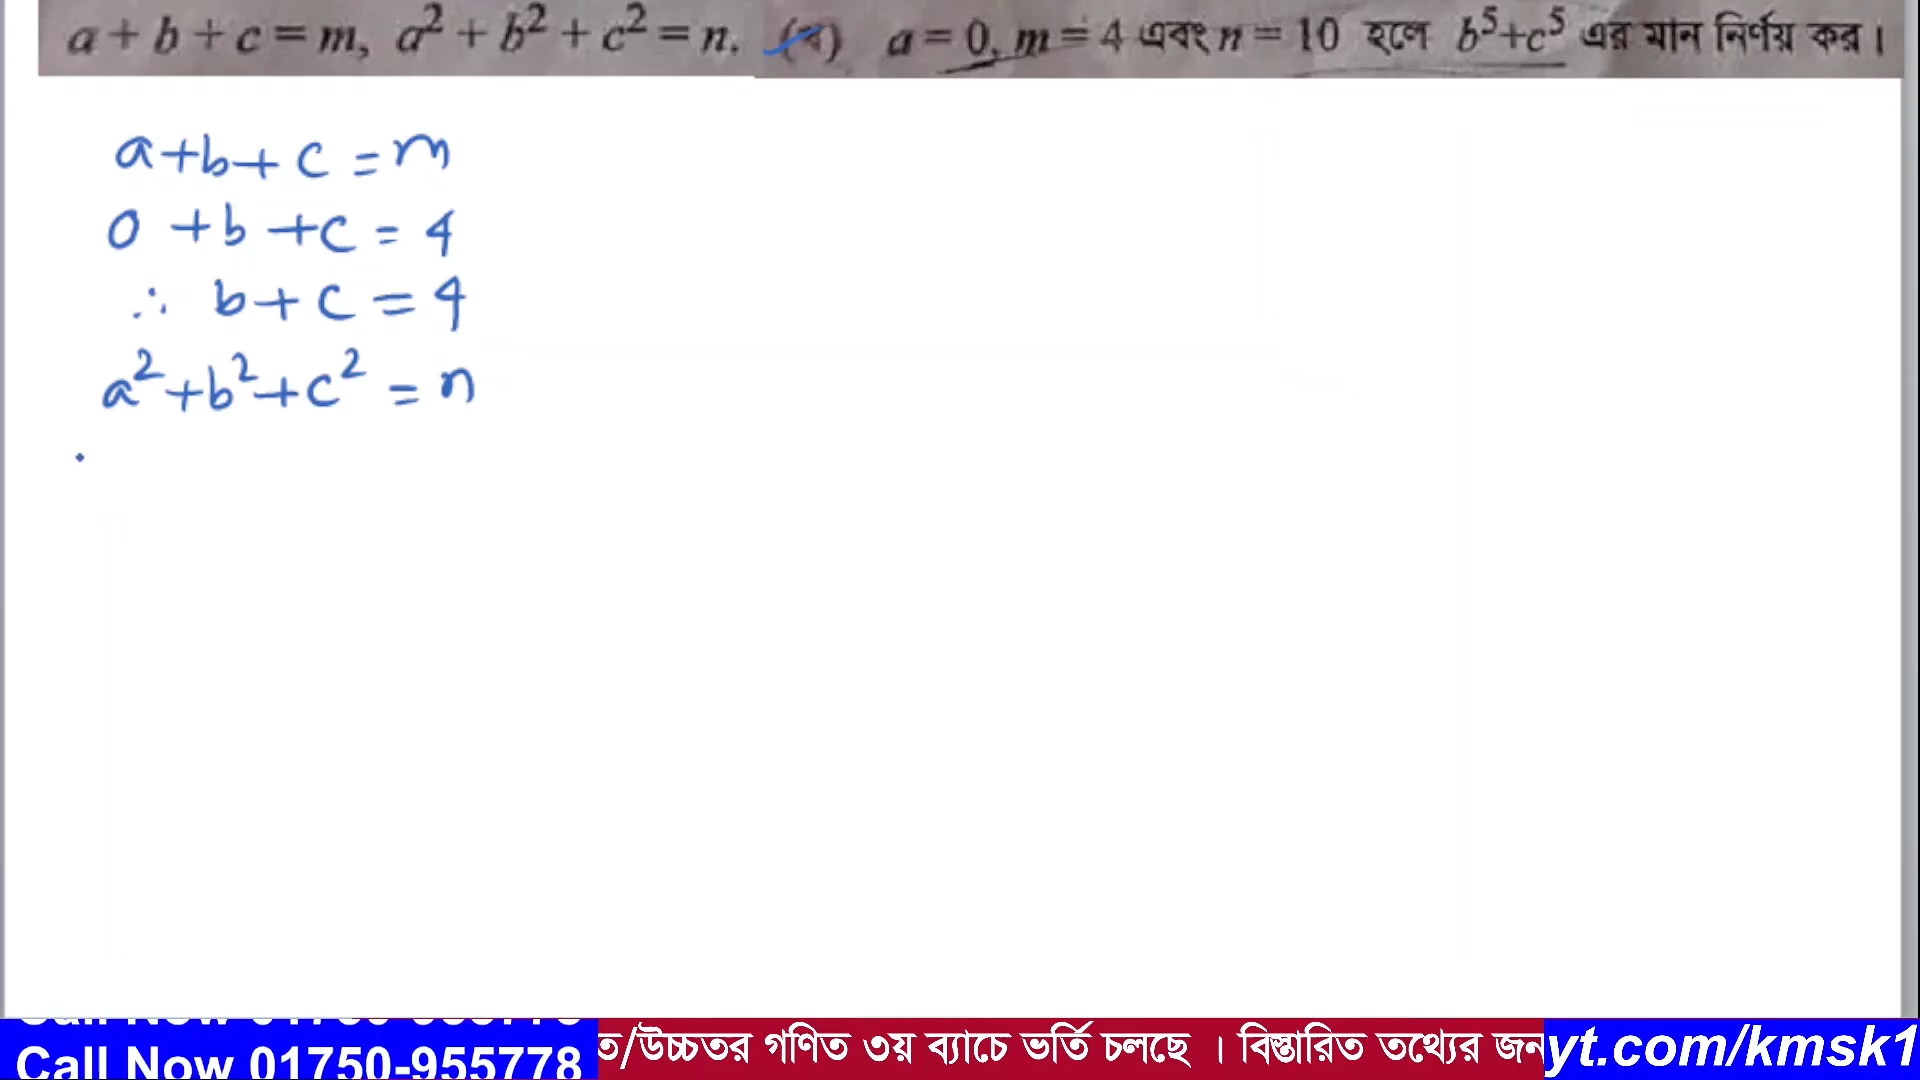 a + b + c = m, a² + b² + c² = n. (খ) a = 0, m = 4 এবং n = 10 হলে b⁵+c⁵ এর মান নির্ণয় কর।
a+b+c = m
0 +b +c = 4
∴ b+c = 4
a²+b²+c² = n
Call Now 01750-955778 ত/উচ্চতর গণিত ৩য় ব্যাচে ভর্তি চলছে । বিস্তারিত তথ্যের জন yt.com/kmsk1